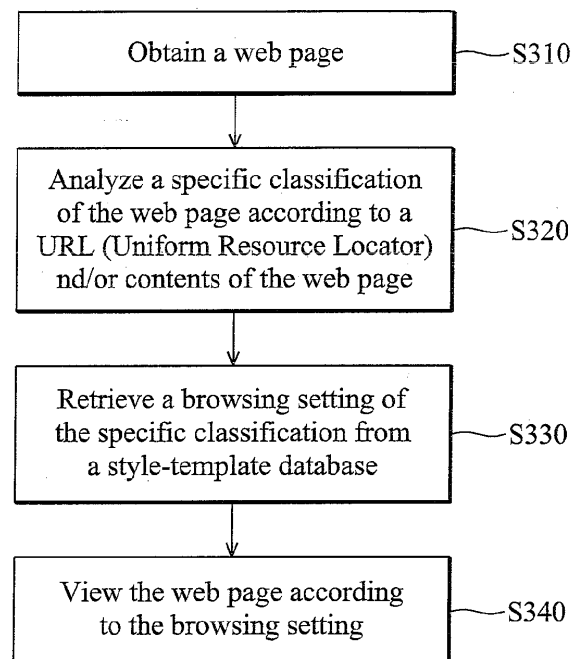 Obtain a web page
S310
Analyze a specific classification
of the web page according to a
URL (Uniform Resource Locator)
nd/or contents of the web page
S320
Retrieve a browsing setting of
the specific classification from
a style-template database
S330
View the web page according
to the browsing setting
S340